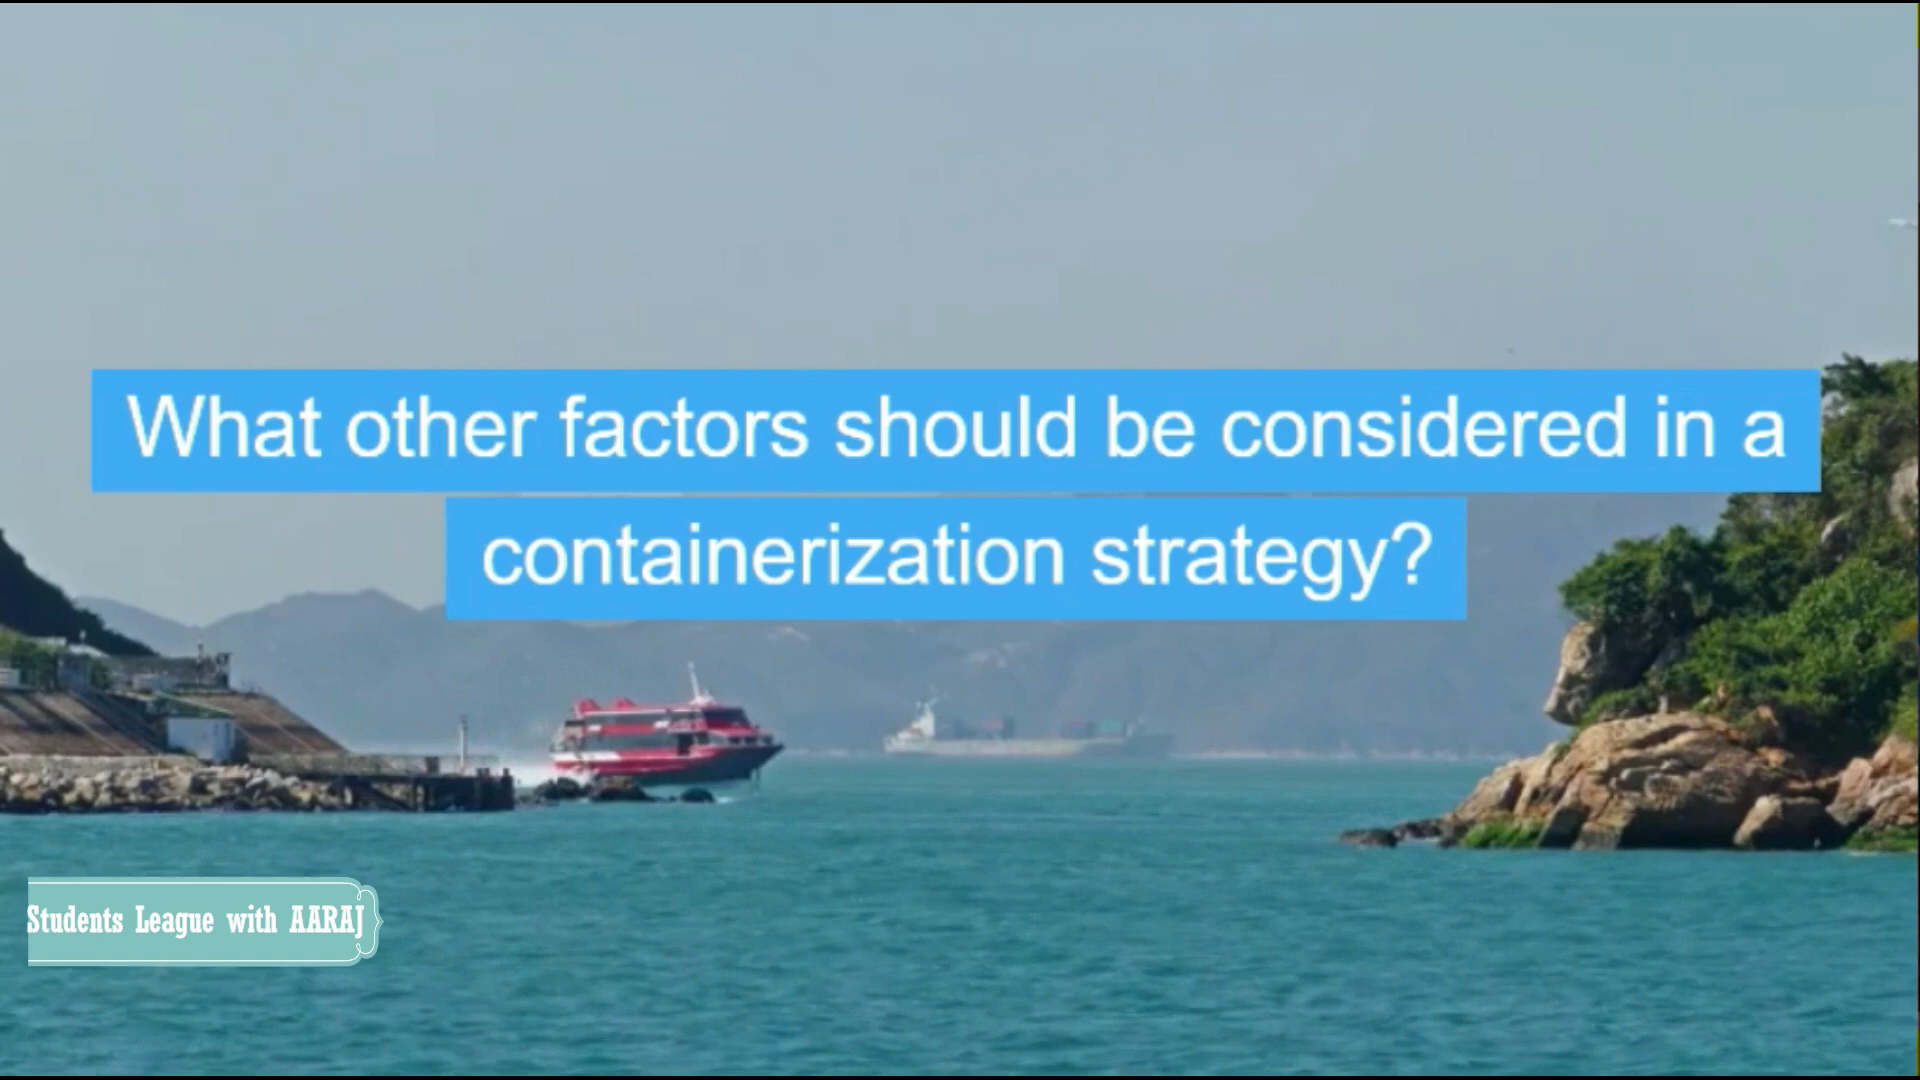 What other factors should be considered in a
containerization strategy?
Students League with AARAJ